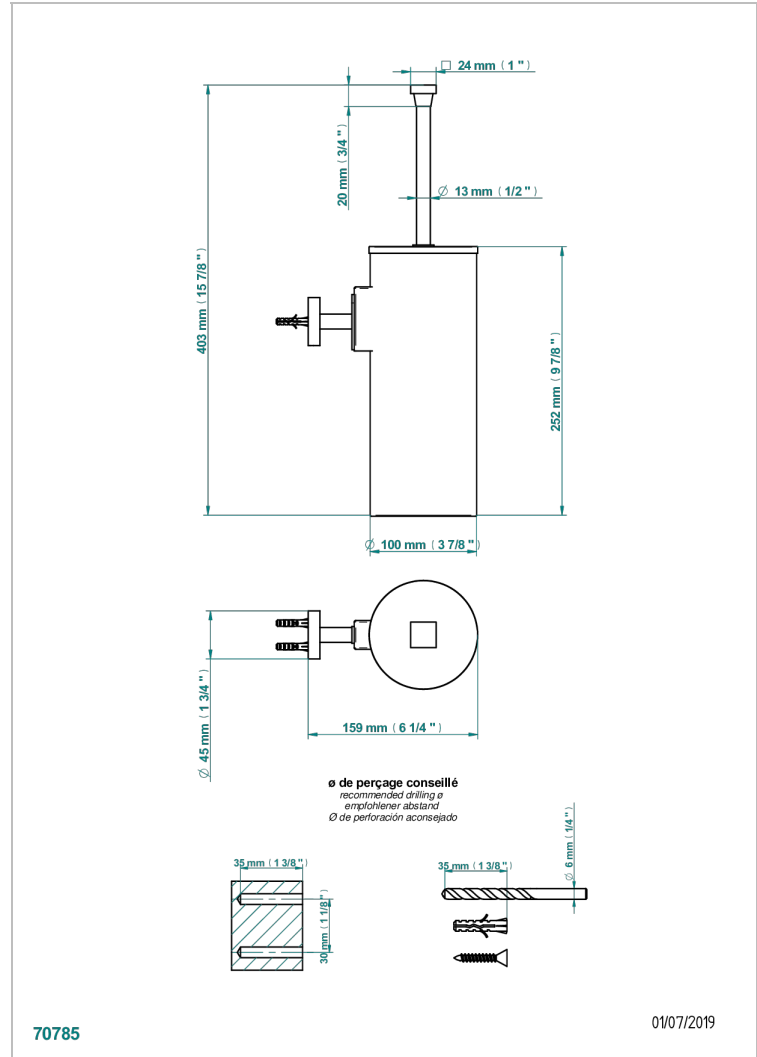 □ 24 mm ( 1 " )
20 mm ( 3/4 " )
Ø 13 mm ( 1/2 " )
403 mm ( 15 7/8 " )
252 mm ( 9 7/8 " )
Ø 100 mm ( 3 7/8 " )
Ø 45 mm ( 1 3/4 " )
159 mm ( 6 1/4 " )
ø de perçage conseillé
recommended drilling ø
empfohlener abstand
Ø de perforación aconsejado
35 mm ( 1 3/8 " )
30 mm ( 1 1/8 " )
35 mm ( 1 3/8 " )
Ø 6 mm ( 1/4 " )
70785
01/07/2019